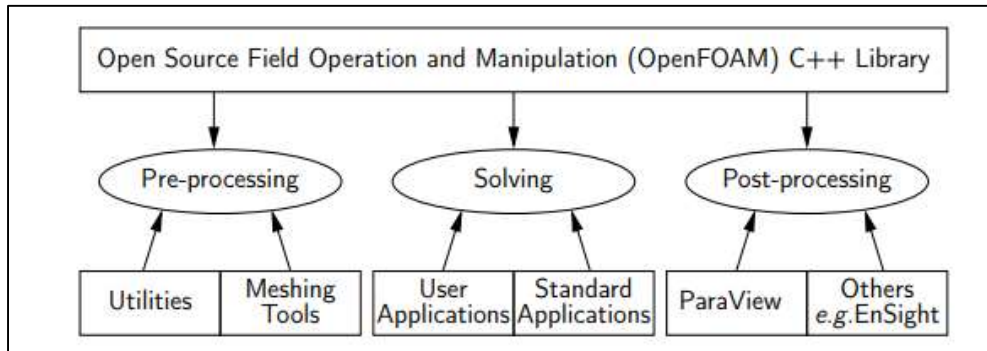 Open Source Field Operation and Manipulation (OpenFOAM) C++ Library
Pre-processing
Solving
Post-processing
Utilities
Meshing
Tools
User
Applications
Standard
Applications
ParaView
Others
e.g.EnSight